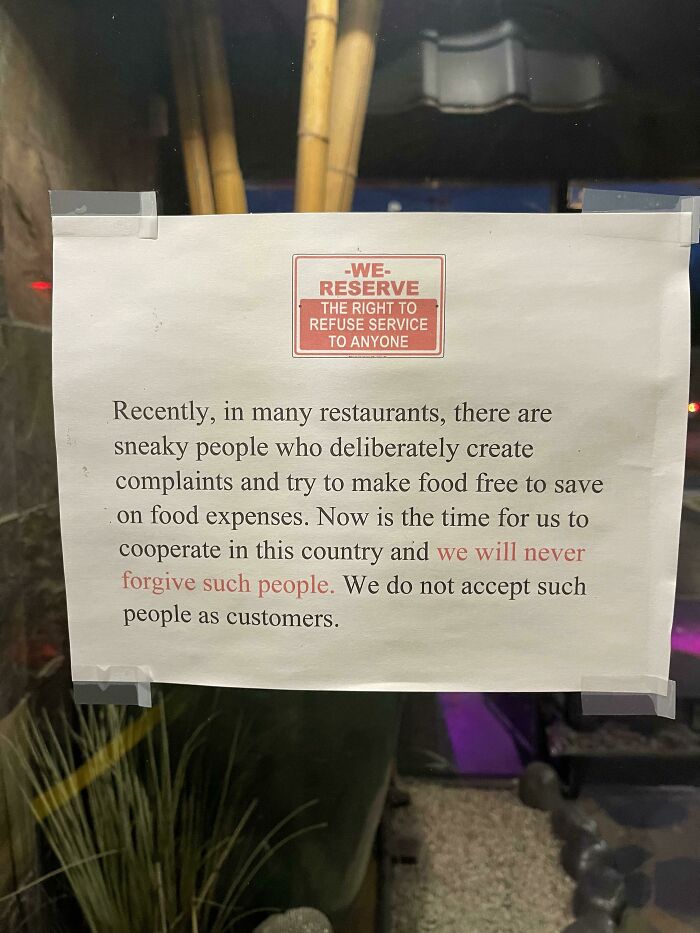 -WE-
RESERVE
THE RIGHT TO
REFUSE SERVICE
TO ANYONE
Recently, in many restaurants, there are
sneaky people who deliberately create
complaints and try to make food free to save
on food expenses. Now is the time for us to
cooperate in this country and we will never
forgive such people. We do not accept such
people as customers.